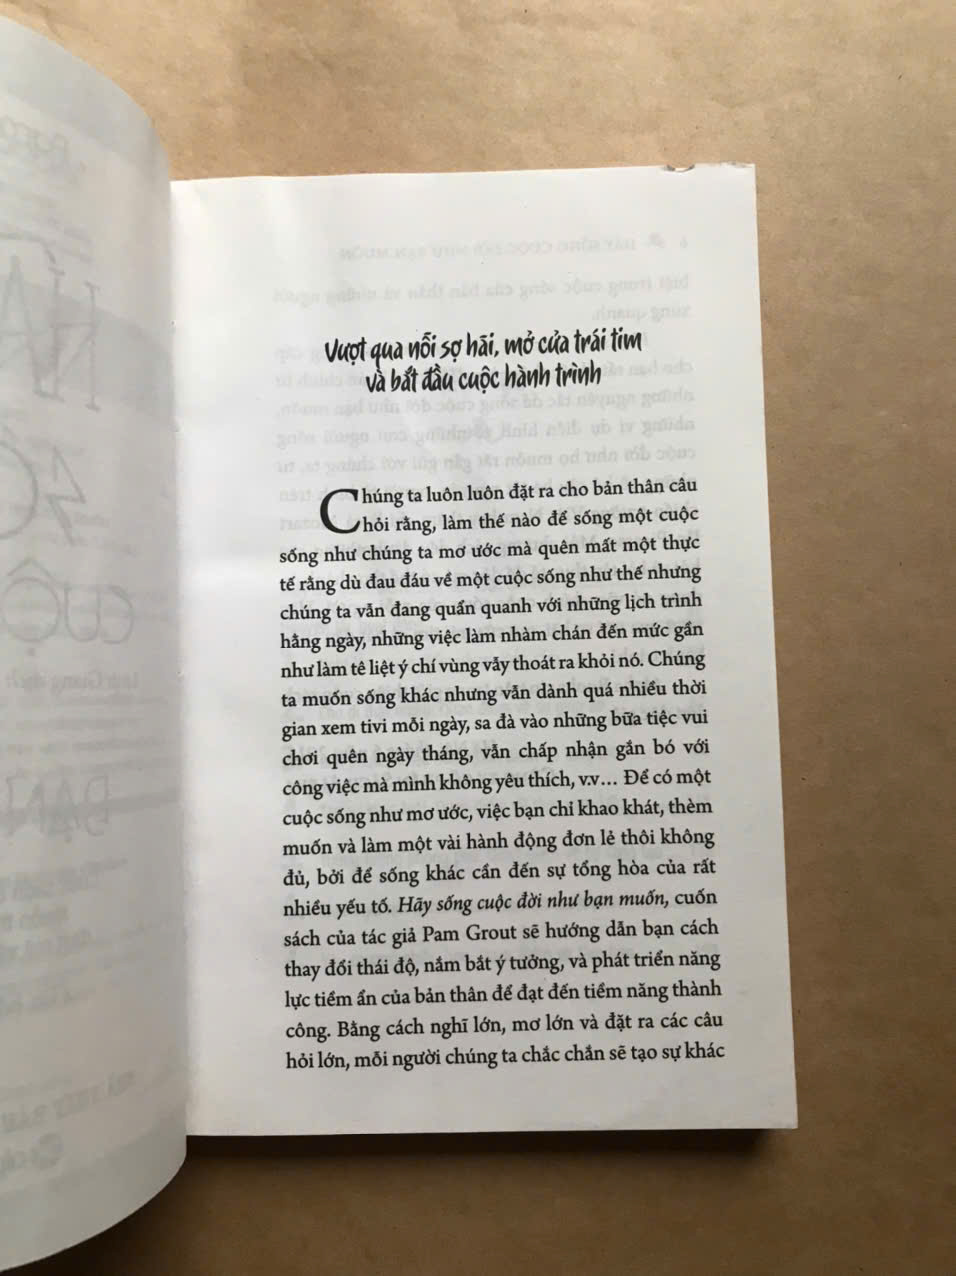 Vượt qua nỗi sợ hãi, mở cửa trái tim
và bắt đầu cuộc hành trình
Chúng ta luôn luôn đặt ra cho bản thân câu
hỏi rằng, làm thế nào để sống một cuộc
sống như chúng ta mơ ước mà quên mất một thực
tế rằng dù đau đáu về một cuộc sống như thế nhưng
chúng ta vẫn đang quẩn quanh với những lịch trình
hằng ngày, những việc làm nhàm chán đến mức gần
như làm tê liệt ý chí vùng vẫy thoát ra khỏi nó. Chúng
ta muốn sống khác nhưng vẫn dành quá nhiều thời
gian xem tivi mỗi ngày, sa đà vào những bữa tiệc vui
chơi quên ngày tháng, vẫn chấp nhận gắn bó với
công việc mà mình không yêu thích, v.v... Để có một
cuộc sống như mơ ước, việc bạn chỉ khao khát, thèm
muốn và làm một vài hành động đơn lẻ thôi không
đủ, bởi để sống khác cần đến sự tổng hòa của rất
nhiều yếu tố. Hãy sống cuộc đời như bạn muốn, cuốn
sách của tác giả Pam Grout sẽ hướng dẫn bạn cách
thay đổi thái độ, nắm bắt ý tưởng, và phát triển năng
lực tiềm ẩn của bản thân để đạt đến tiềm năng thành
công. Bằng cách nghĩ lớn, mơ lớn và đặt ra các câu
hỏi lớn, mỗi người chúng ta chắc chắn sẽ tạo sự khác